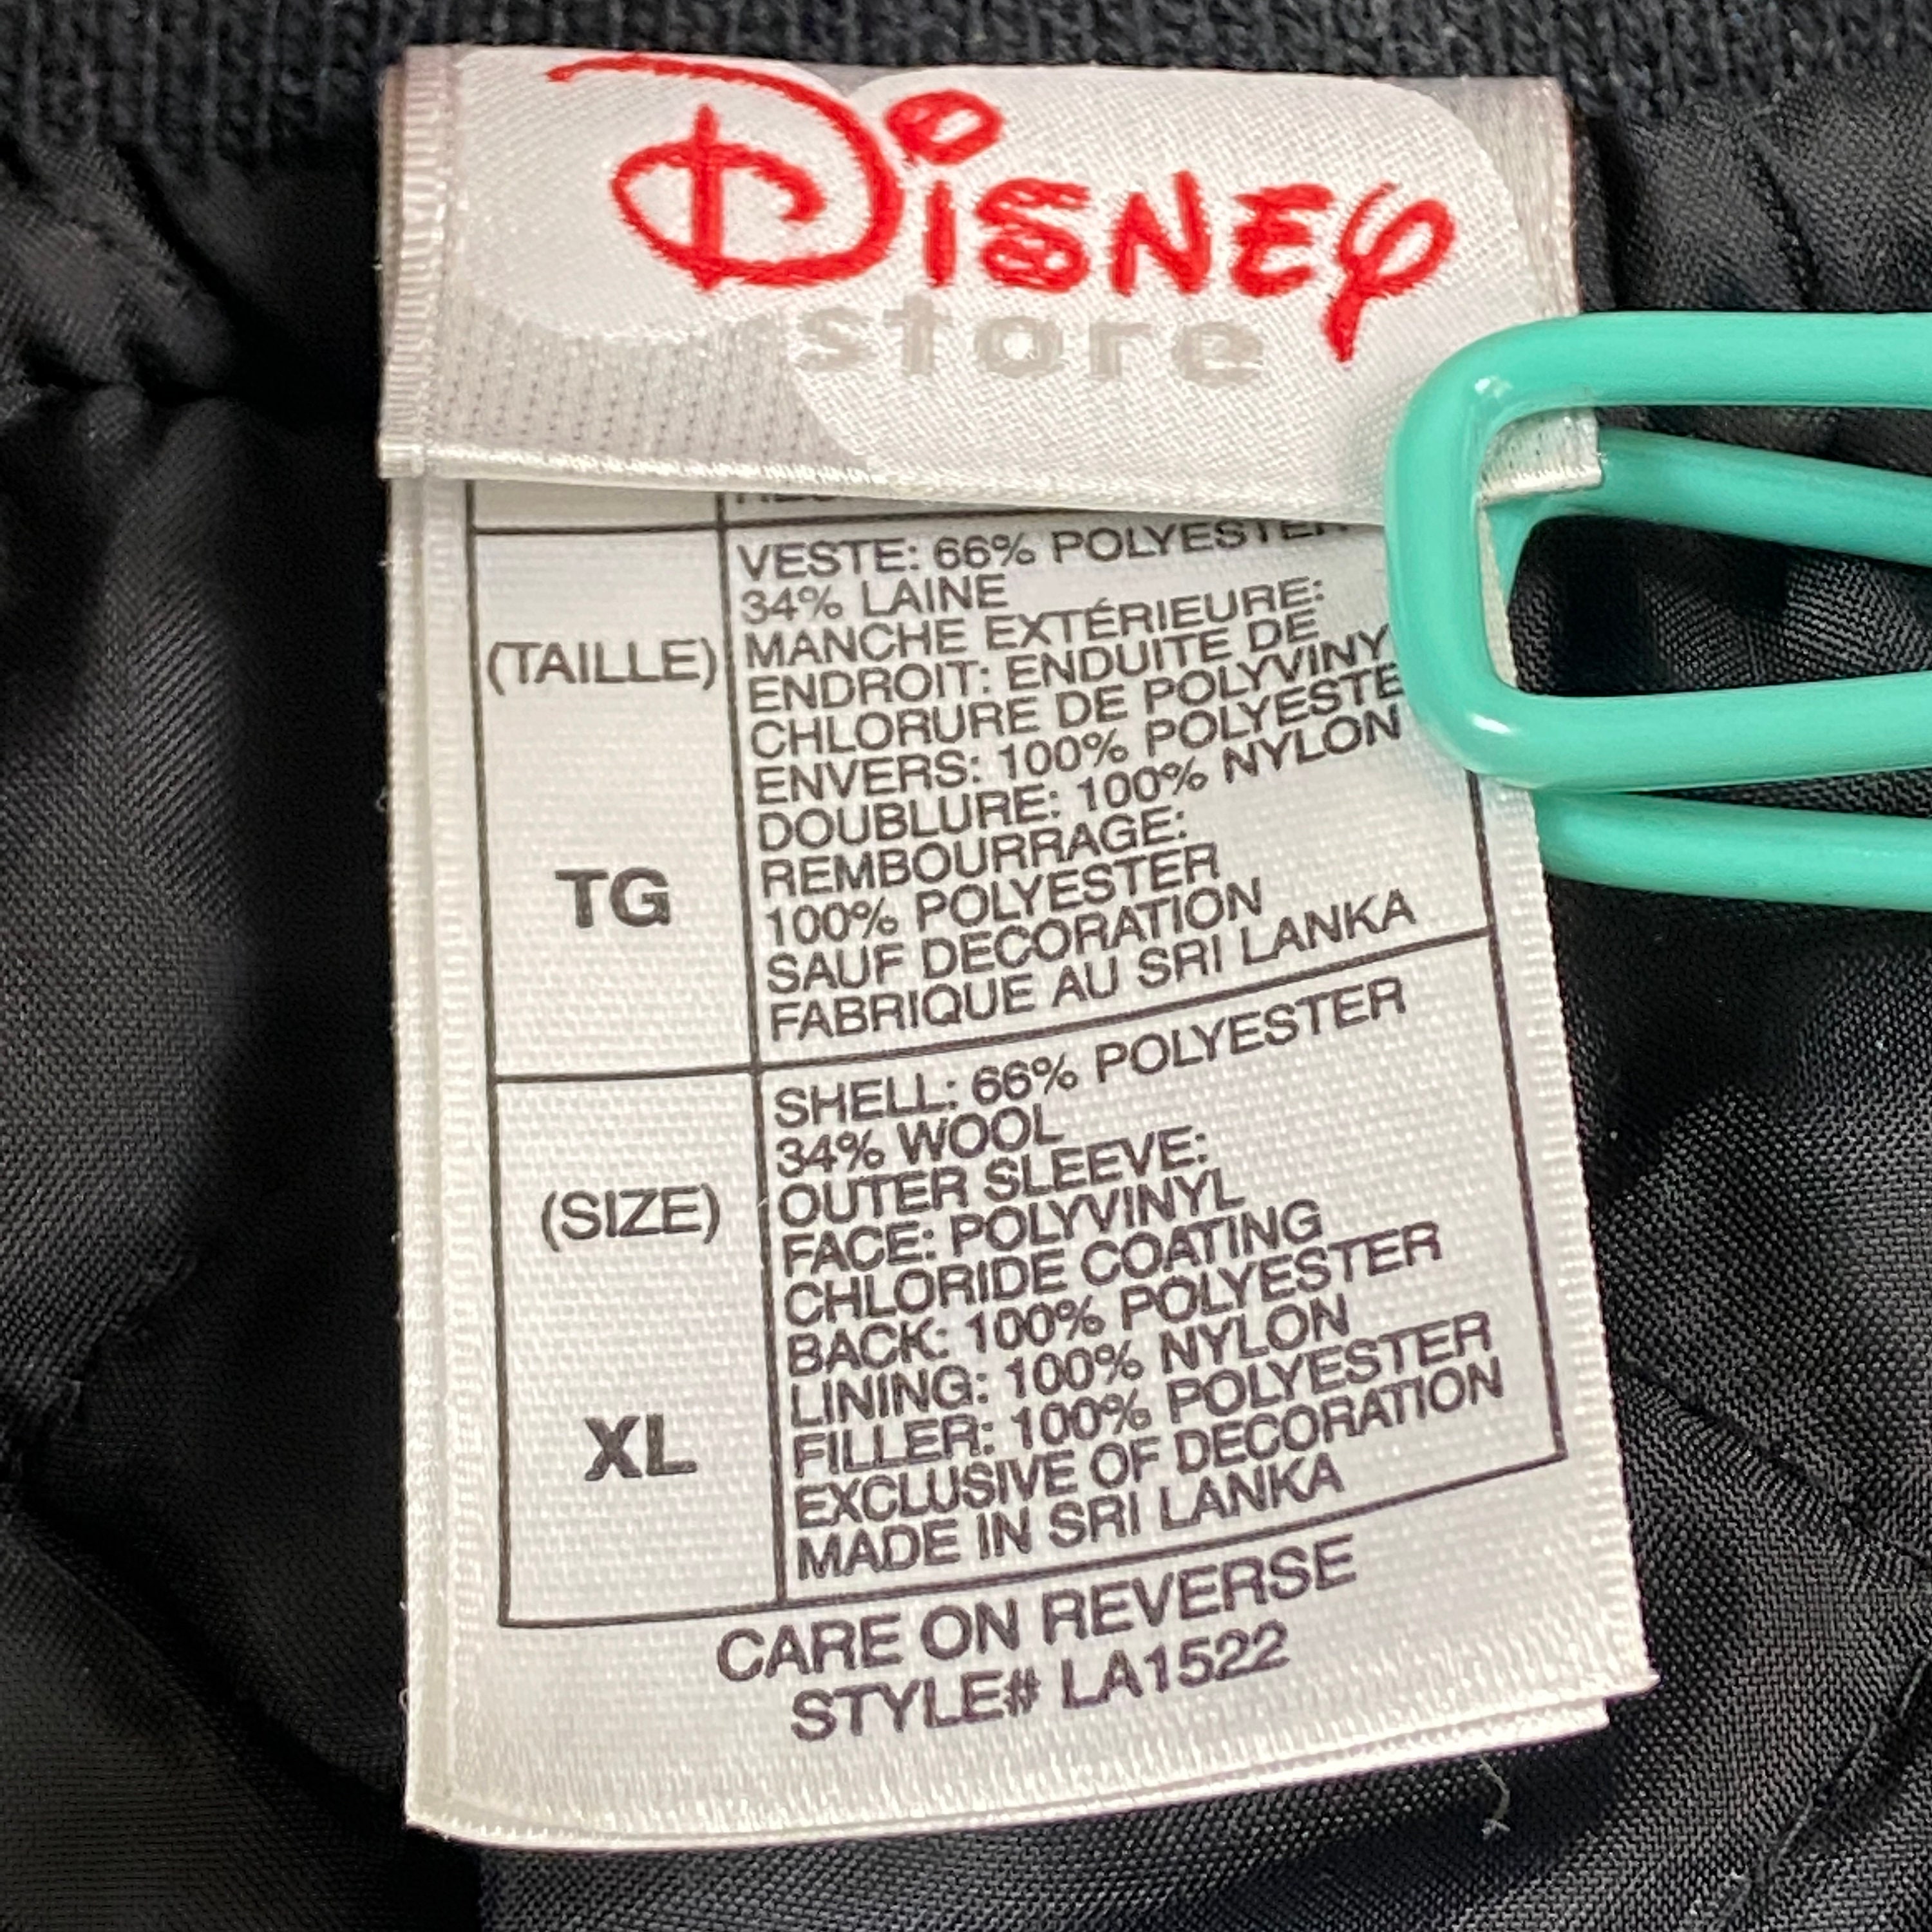 Disney
store
VESTE: 66% POLYESTER
34% LAINE
MANCHE EXTÉRIEURE:
ENDROIT: ENDUITE DE
CHLORURE DE POLYVINY
ENVERS: 100% POLYESTE
DOUBLURE: 100% NYLON
REMBOURRAGE:
100% POLYESTER
SAUF DECORATION
FABRIQUE AU SRI LANKA
(TAILLE)
TG
SHELL: 66% POLYESTER
34% WOOL
OUTER SLEEVE:
FACE: POLYVINYL
CHLORIDE COATING
BACK: 100% POLYESTER
LINING: 100% NYLON
FILLER: 100% POLYESTER
EXCLUSIVE OF DECORATION
MADE IN SRI LANKA
(SIZE)
XL
CARE ON REVERSE
STYLE# LA1522